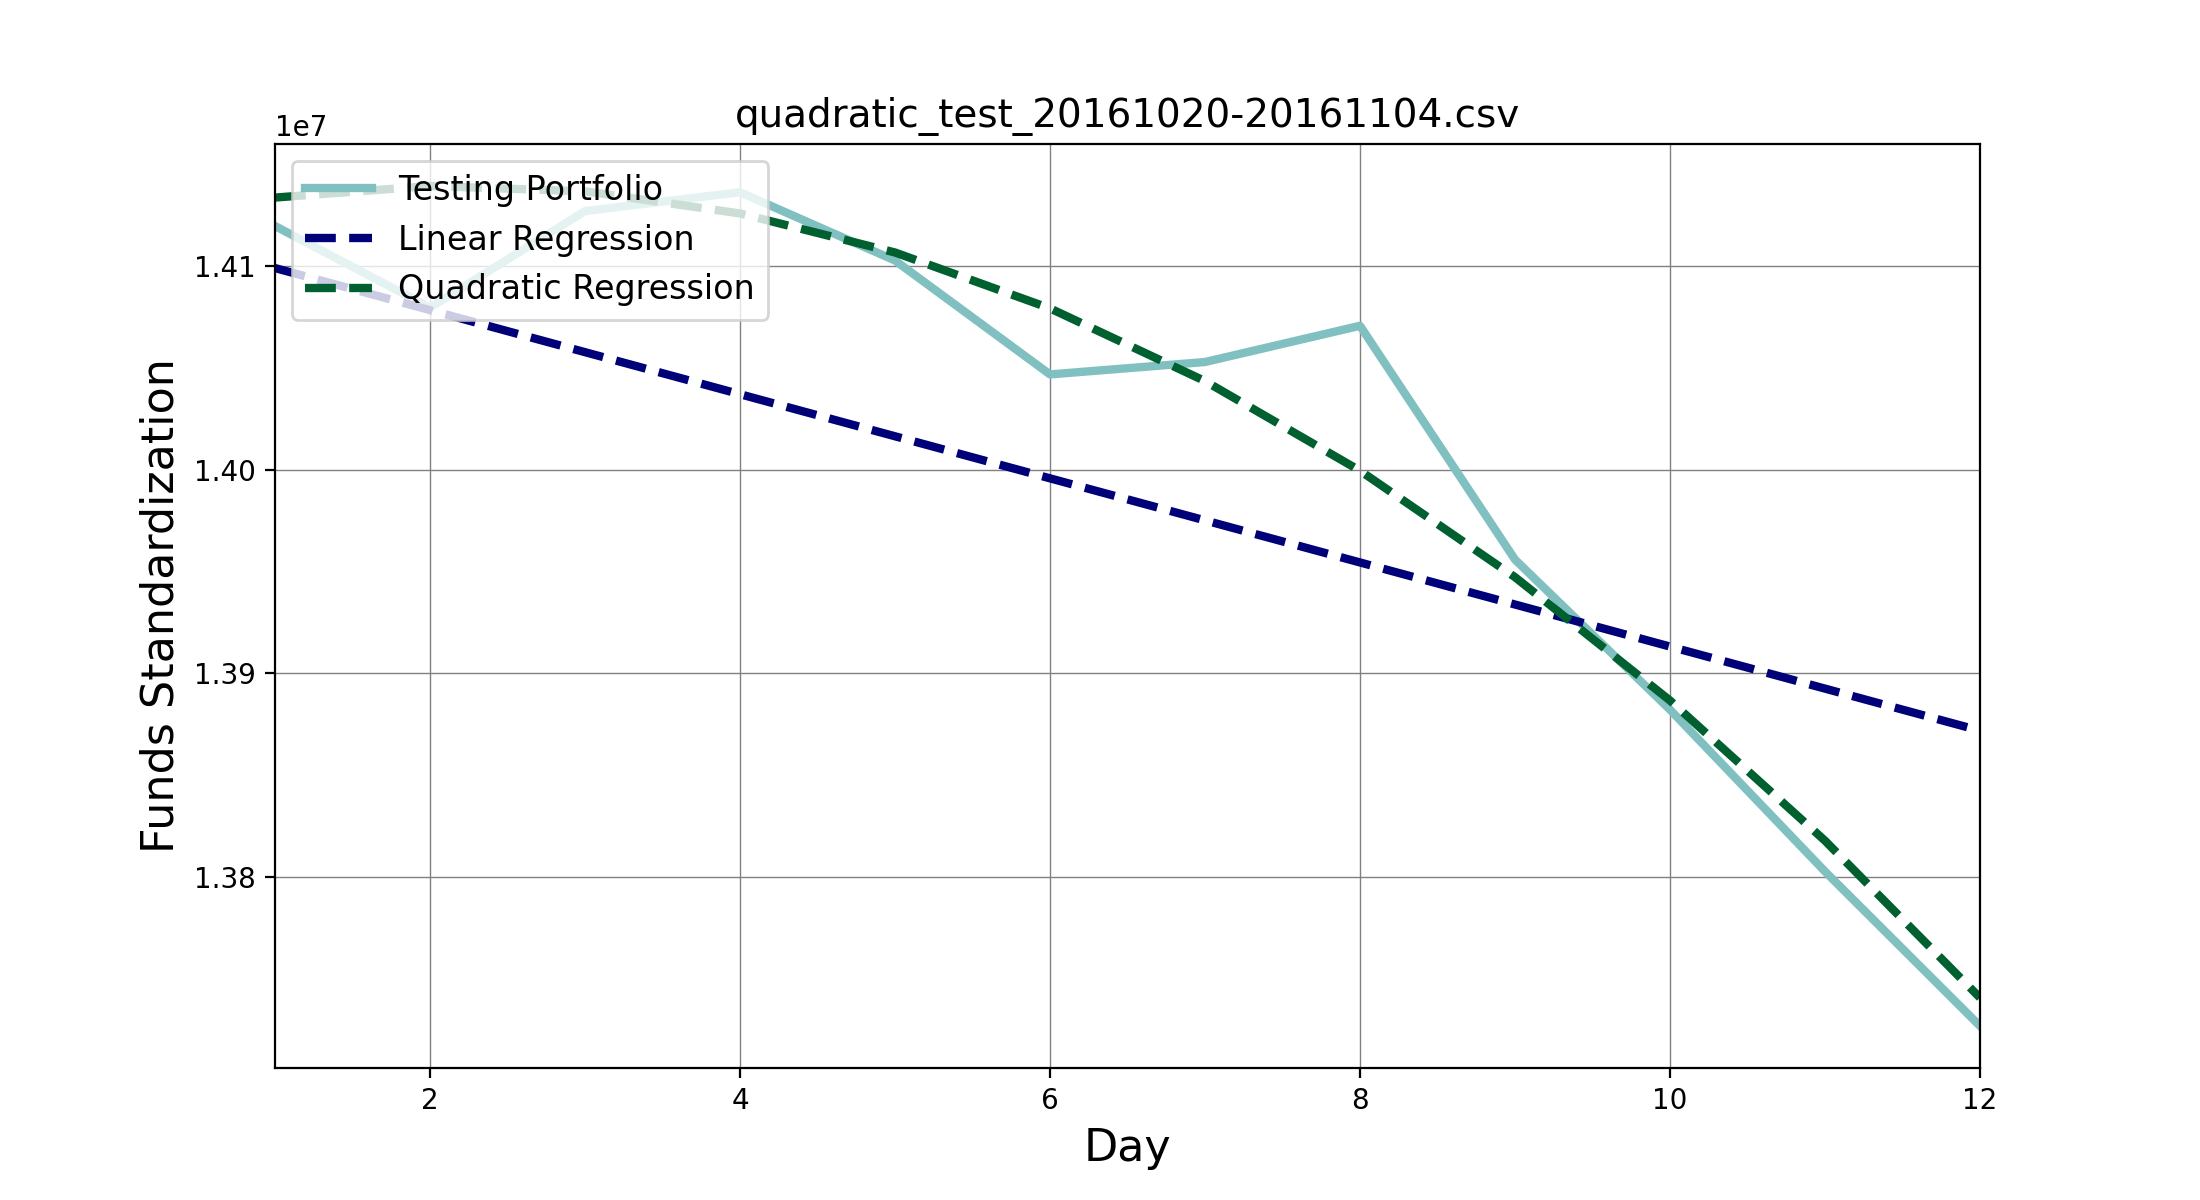 quadratic_test_20161020-20161104.csv
1e7
Testing Portfolio
Linear Regression
Quadratic Regression
1.41
1.40
1.39
1.38
Funds Standardization
2 4 6 8 10 12
Day